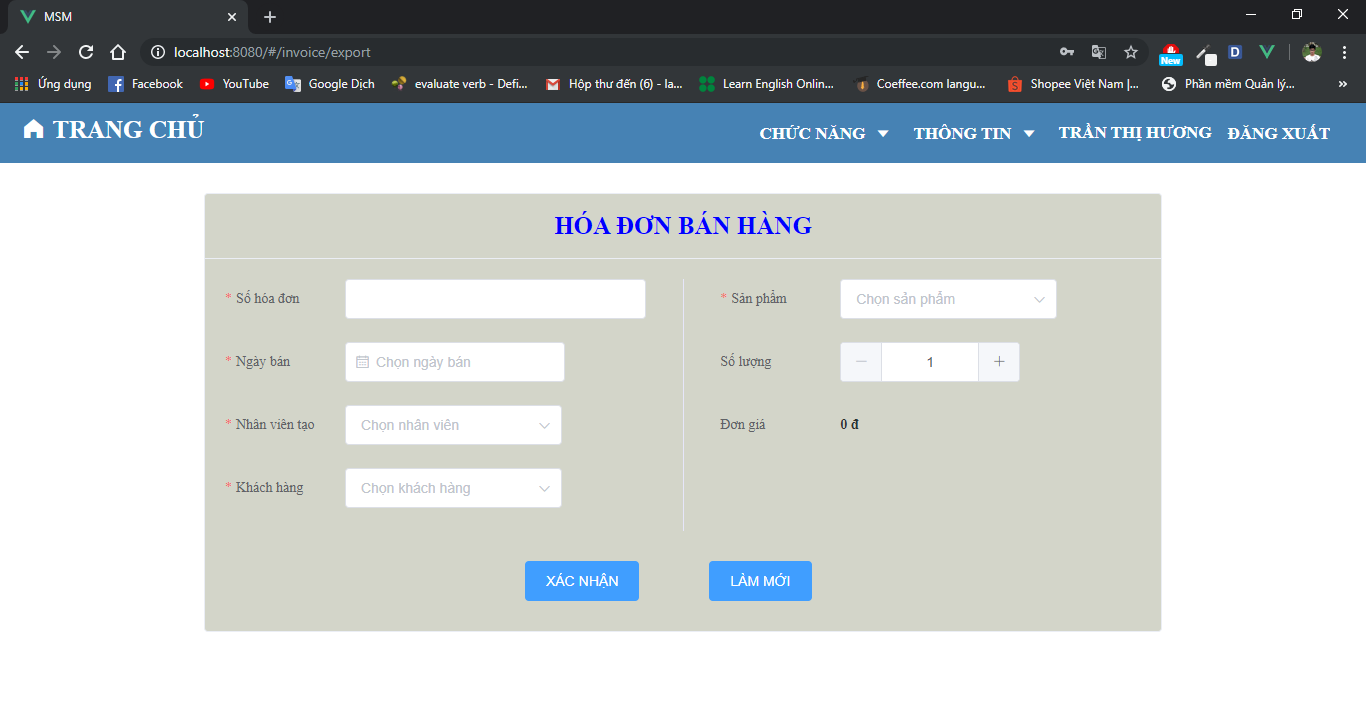 MSM
localhost:8080/#/invoice/export
New
D
Ứng dụng Facebook YouTube Google Dịch evaluate verb - Defi... Hộp thư đến (6) - la... Learn English Onlin... Coeffee.com langu... Shopee Việt Nam |... Phần mềm Quản lý... »
TRANG CHỦ CHỨC NĂNG THÔNG TIN TRẦN THỊ HƯƠNG ĐĂNG XUẤT
HÓA ĐƠN BÁN HÀNG
* Số hóa đơn
* Ngày bán Chọn ngày bán
* Nhân viên tạo Chọn nhân viên
* Khách hàng Chọn khách hàng
* Sản phẩm Chọn sản phẩm
Số lượng 1
Đơn giá 0 đ
XÁC NHẬN LÀM MỚI